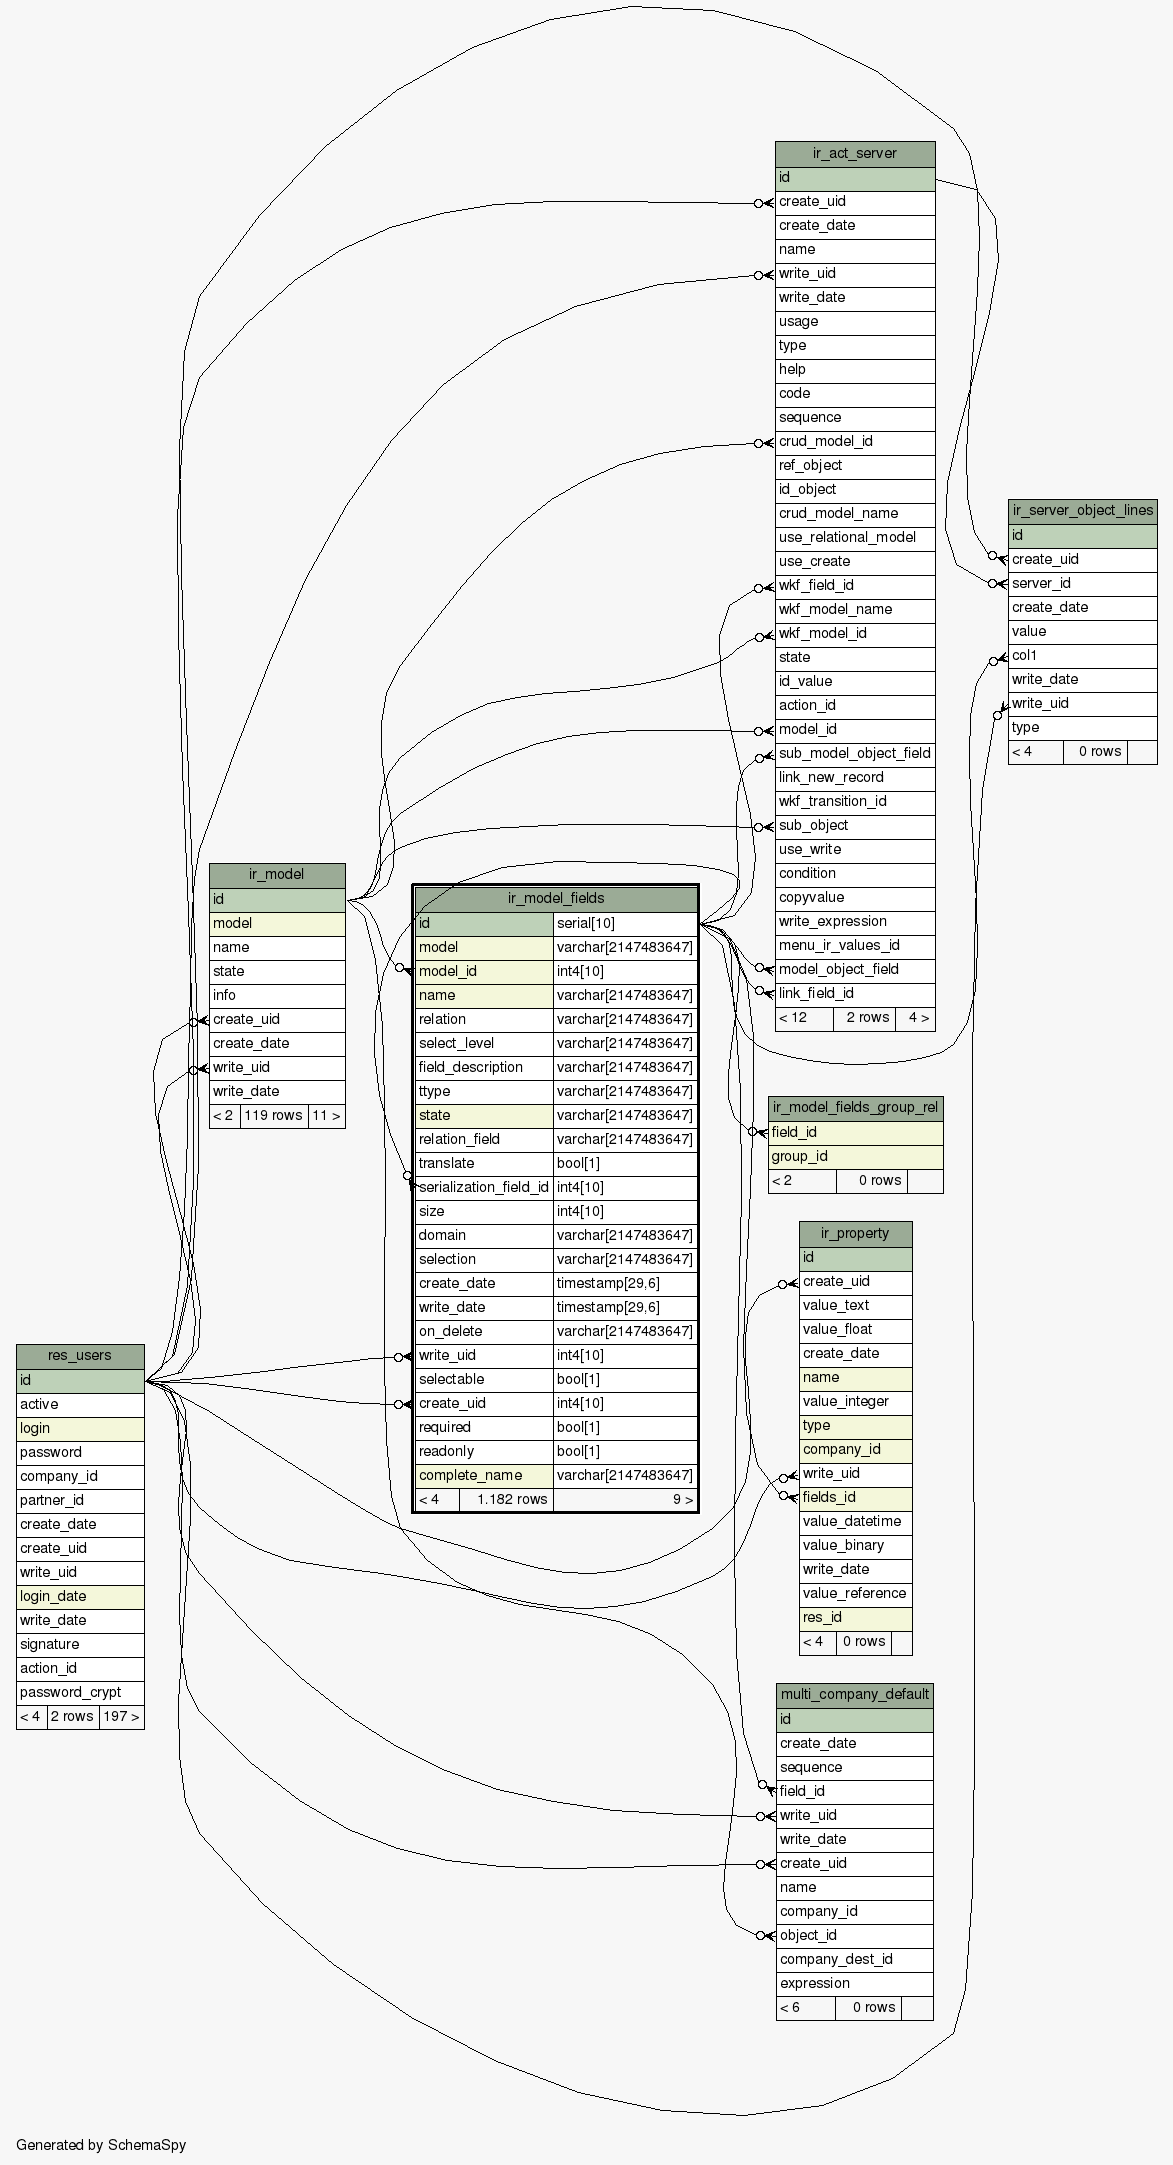 ir_act_server
id
create_uid
create_date
name
write_uid
write_date
usage
type
help
code
sequence
crud_model_id
ref_object
id_object
crud_model_name
use_relational_model
use_create
wkf_field_id
wkf_model_name
wkf_model_id
state
id_value
action_id
model_id
sub_model_object_field
link_new_record
wkf_transition_id
sub_object
use_write
condition
copyvalue
write_expression
menu_ir_values_id
model_object_field
link_field_id
< 12 2 rows 4 >
ir_server_object_lines
id
create_uid
server_id
create_date
value
col1
write_date
write_uid
type
< 4 0 rows
ir_model
id
model
name
state
info
create_uid
create_date
write_uid
write_date
< 2 119 rows 11 >
ir_model_fields
id serial[10]
model varchar[2147483647]
model_id int4[10]
name varchar[2147483647]
relation varchar[2147483647]
select_level varchar[2147483647]
field_description varchar[2147483647]
ttype varchar[2147483647]
state varchar[2147483647]
relation_field varchar[2147483647]
translate bool[1]
serialization_field_id int4[10]
size int4[10]
domain varchar[2147483647]
selection varchar[2147483647]
create_date timestamp[29,6]
write_date timestamp[29,6]
on_delete varchar[2147483647]
write_uid int4[10]
selectable bool[1]
create_uid int4[10]
required bool[1]
readonly bool[1]
complete_name varchar[2147483647]
< 4 1.182 rows 9 >
ir_model_fields_group_rel
field_id
group_id
< 2 0 rows
ir_property
id
create_uid
value_text
value_float
create_date
name
value_integer
type
company_id
write_uid
fields_id
value_datetime
value_binary
write_date
value_reference
res_id
< 4 0 rows
res_users
id
active
login
password
company_id
partner_id
create_date
create_uid
write_uid
login_date
write_date
signature
action_id
password_crypt
< 4 2 rows 197 >
multi_company_default
id
create_date
sequence
field_id
write_uid
write_date
create_uid
name
company_id
object_id
company_dest_id
expression
< 6 0 rows
Generated by SchemaSpy